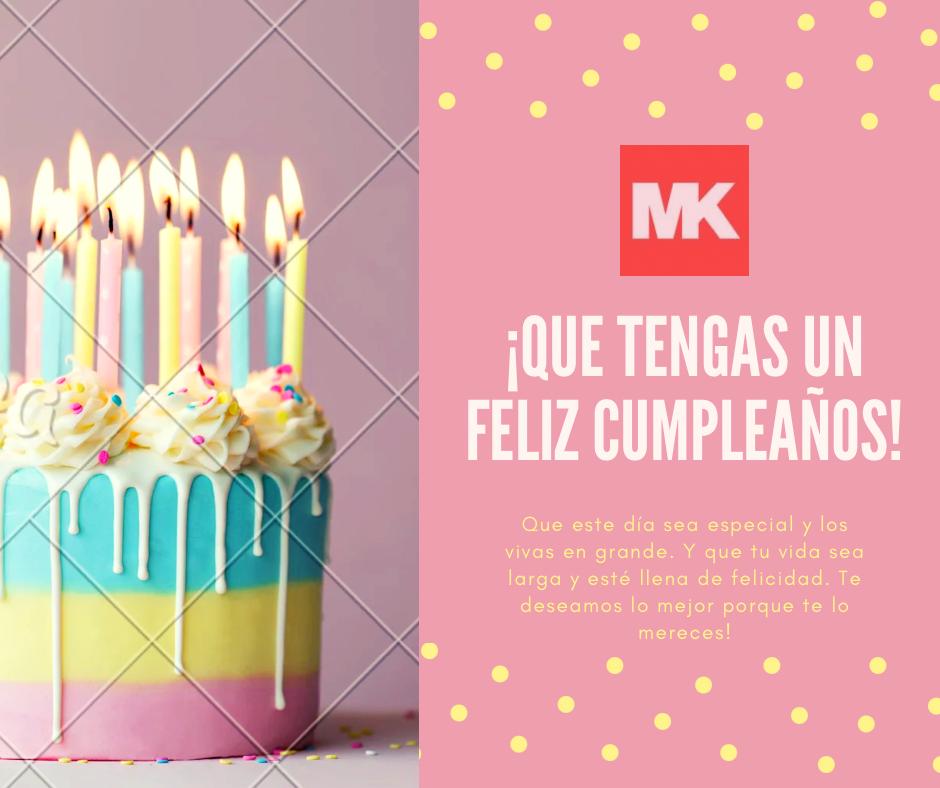 MK
¡QUE TENGAS UN
FELIZ CUMPLEAÑOS!
Que este día sea especial y los
vivas en grande. Y que tu vida sea
larga y esté llena de felicidad. Te
deseamos lo mejor porque te lo
mereces!